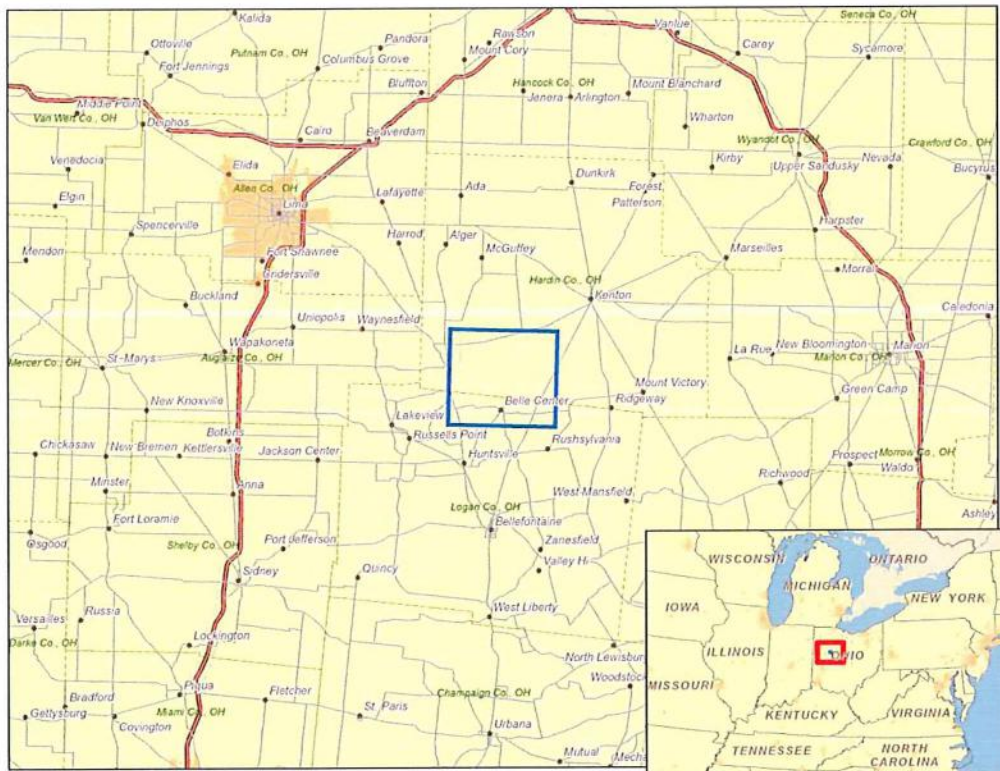 Kalida
Vanlue
Seneca Co., OH
Ottoville
Pandora
Rawson
Carey
Sycamore
Putnam Co., OH
Mount Cory
Fort Jennings
Columbus Grove
Hancock Co., OH
Mount Blanchard
Bluffton
Jenera
Arlington
Middle Point
Van Wert Co., OH
Delphos
Cairo
Beaverdam
Wharton
Wyandot Co., OH
Crawford Co., OH
Venedocia
Elida
Kirby
Upper Sandusky
Nevada
Bucyrus
Allen Co., OH
Lafayette
Ada
Dunkirk
Forest
Patterson
Elgin
Lima
Spencerville
Harpster
Harrod
Alger
McGuffey
Marseilles
Mendon
Fort Shawnee
Cridersville
Hardin Co., OH
Morral
Buckland
Kenton
Caledonia
Uniopolis
Waynesfield
Wapakoneta
Mercer Co., OH
St. Marys
Auglaize Co., OH
La Rue
New Bloomington
Marion
Marion Co., OH
Mount Victory
Green Camp
New Knoxville
Belle Center
Ridgeway
Lakeview
Botkins
Russells Point
Rushsylvania
Chickasaw
New Bremen
Kettlersville
Jackson Center
Huntsville
Prospect
Morrow Co., OH
Waldo
Richwood
Minster
Anna
West Mansfield
Ashley
Fort Loramie
Logan Co., OH
Bellefontaine
Osgood
Shelby Co., OH
Port Jefferson
Zanesfield
Valley Hi
Sidney
Quincy
Versailles
Russia
West Liberty
Darke Co., OH
Lockington
North Lewisburg
Woodstock
Bradford
Piqua
Fletcher
Champaign Co., OH
Gettysburg
Covington
Miami Co., OH
St. Paris
Urbana
Mutual
(Mecha
WISCONSIN
ONTARIO
MICHIGAN
NEW YORK
IOWA
ILLINOIS
OHIO
MISSOURI
KENTUCKY
VIRGINIA
TENNESSEE
NORTH
CAROLINA